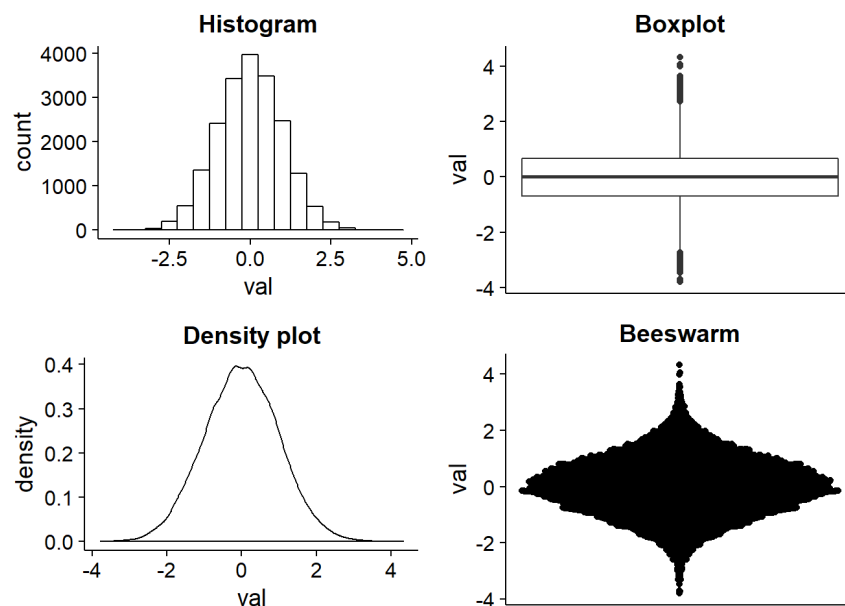 Histogram
4000
3000
2000
1000
0
count
-2.5 0.0 2.5 5.0
val
Boxplot
4
2
0
-2
-4
val
Density plot
0.4
0.3
0.2
0.1
0.0
density
-4 -2 0 2 4
val
Beeswarm
4
2
0
-2
-4
val